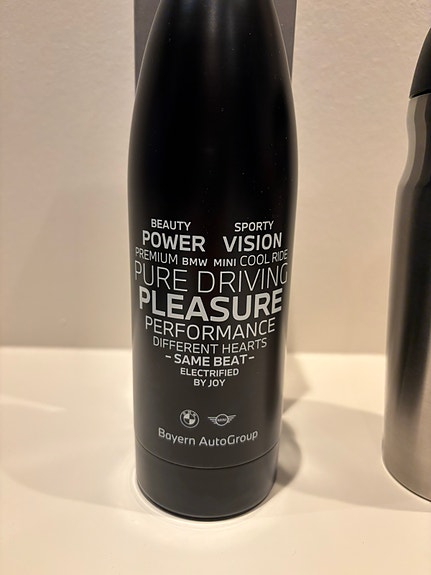 BEAUTY SPORTY
POWER VISION
PREMIUM BMW MINI COOL RIDE
PURE DRIVING
PLEASURE
PERFORMANCE
DIFFERENT HEARTS
– SAME BEAT –
ELECTRIFIED
BY JOY
Bayern AutoGroup